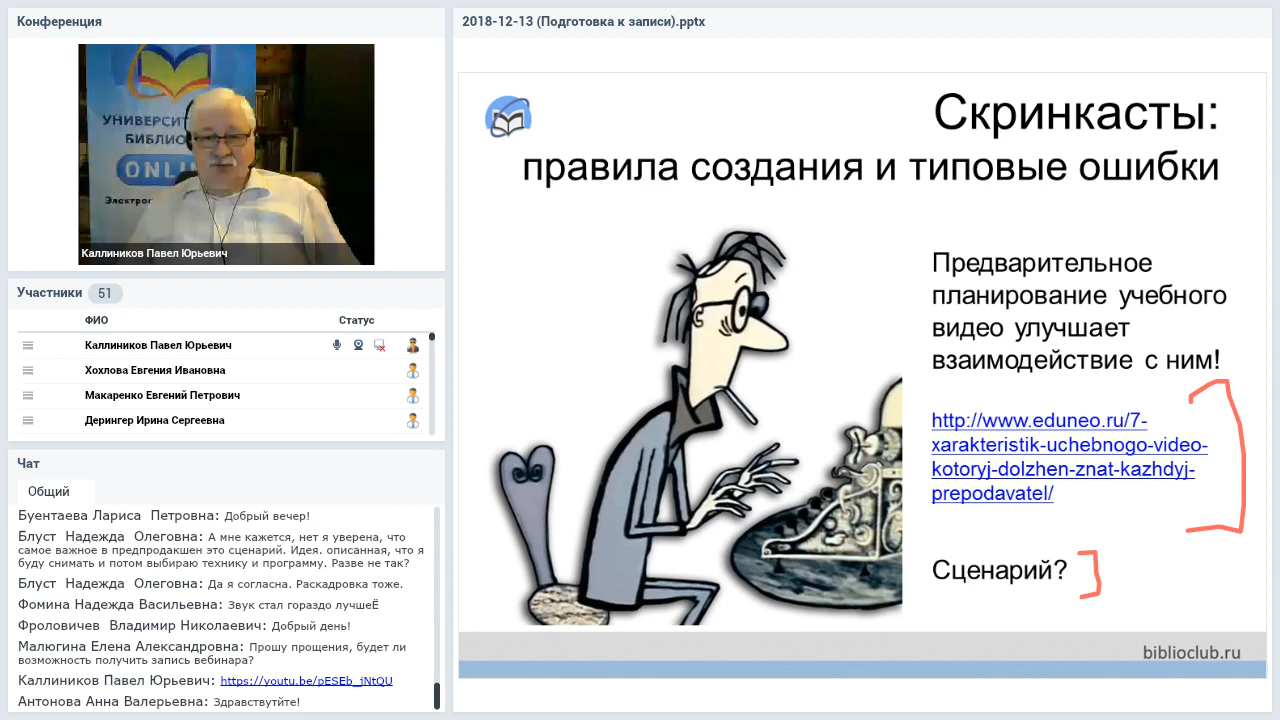 Конференция
УНИВЕРСИТ
БИБЛИО
ONLI
Электрон
Каллиников Павел Юрьевич
Участники 51
ФИО Статус
Каллиников Павел Юрьевич
Хохлова Евгения Ивановна
Макаренко Евгений Петрович
Дерингер Ирина Сергеевна
Чат
Общий
Буентаева Лариса Петровна: Добрый вечер!
Блуст Надежда Олеговна: А мне кажется, нет я уверена, что
самое важное в предпродакшен это сценарий. Идея. описанная, что я
буду снимать и потом выбираю технику и программу. Разве не так?
Блуст Надежда Олеговна: Да я согласна. Раскадровка тоже.
Фомина Надежда Васильевна: Звук стал гораздо лучшеЁ
Фроловичев Владимир Николаевич: Добрый день!
Малюгина Елена Александровна: Прошу прощения, будет ли
возможность получить запись вебинара?
Каллиников Павел Юрьевич: https://youtu.be/pESEb_jNtQU
Антонова Анна Валерьевна: Здравствутйте!
2018-12-13 (Подготовка к записи).pptx
Скринкасты:
правила создания и типовые ошибки
Предварительное
планирование учебного
видео улучшает
взаимодействие с ним!
http://www.eduneo.ru/7-
xarakteristik-uchebnogo-video-
kotoryj-dolzhen-znat-kazhdyj-
prepodavatel/
Сценарий?
biblioclub.ru